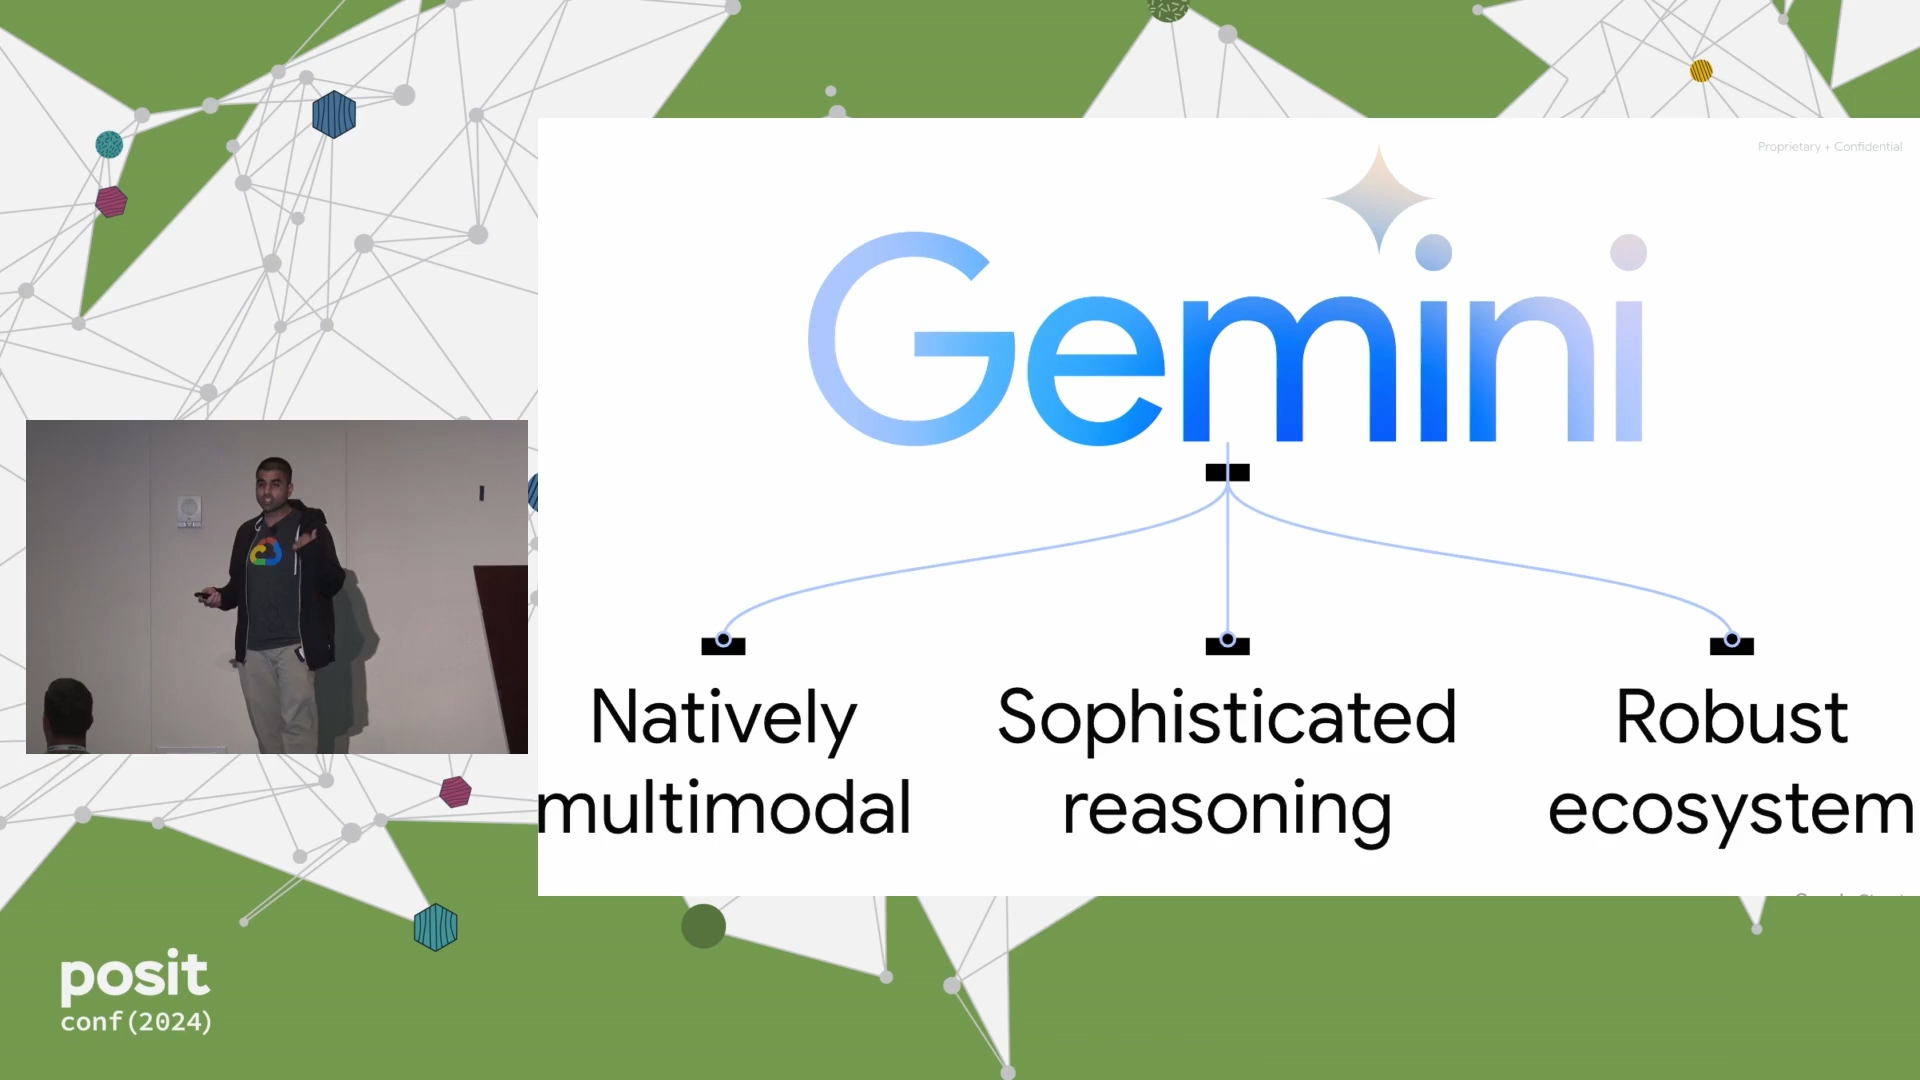 Proprietary + Confidential
Gemini
Natively
multimodal
Sophisticated
reasoning
Robust
ecosystem
posit
conf(2024)